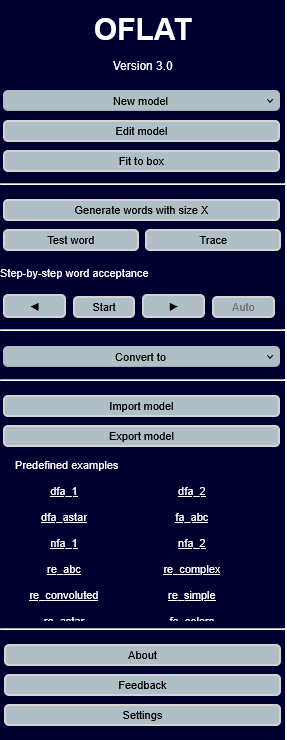 OFLAT
Version 3.0
New model
Edit model
Fit to box
Generate words with size X
Test word Trace
Step-by-step word acceptance
◄ Start ► Auto
Convert to
Import model
Export model
Predefined examples
dfa_1 dfa_2
dfa_astar fa_abc
nfa_1 nfa_2
re_abc re_complex
re_convoluted re_simple
re_astar
About
Feedback
Settings